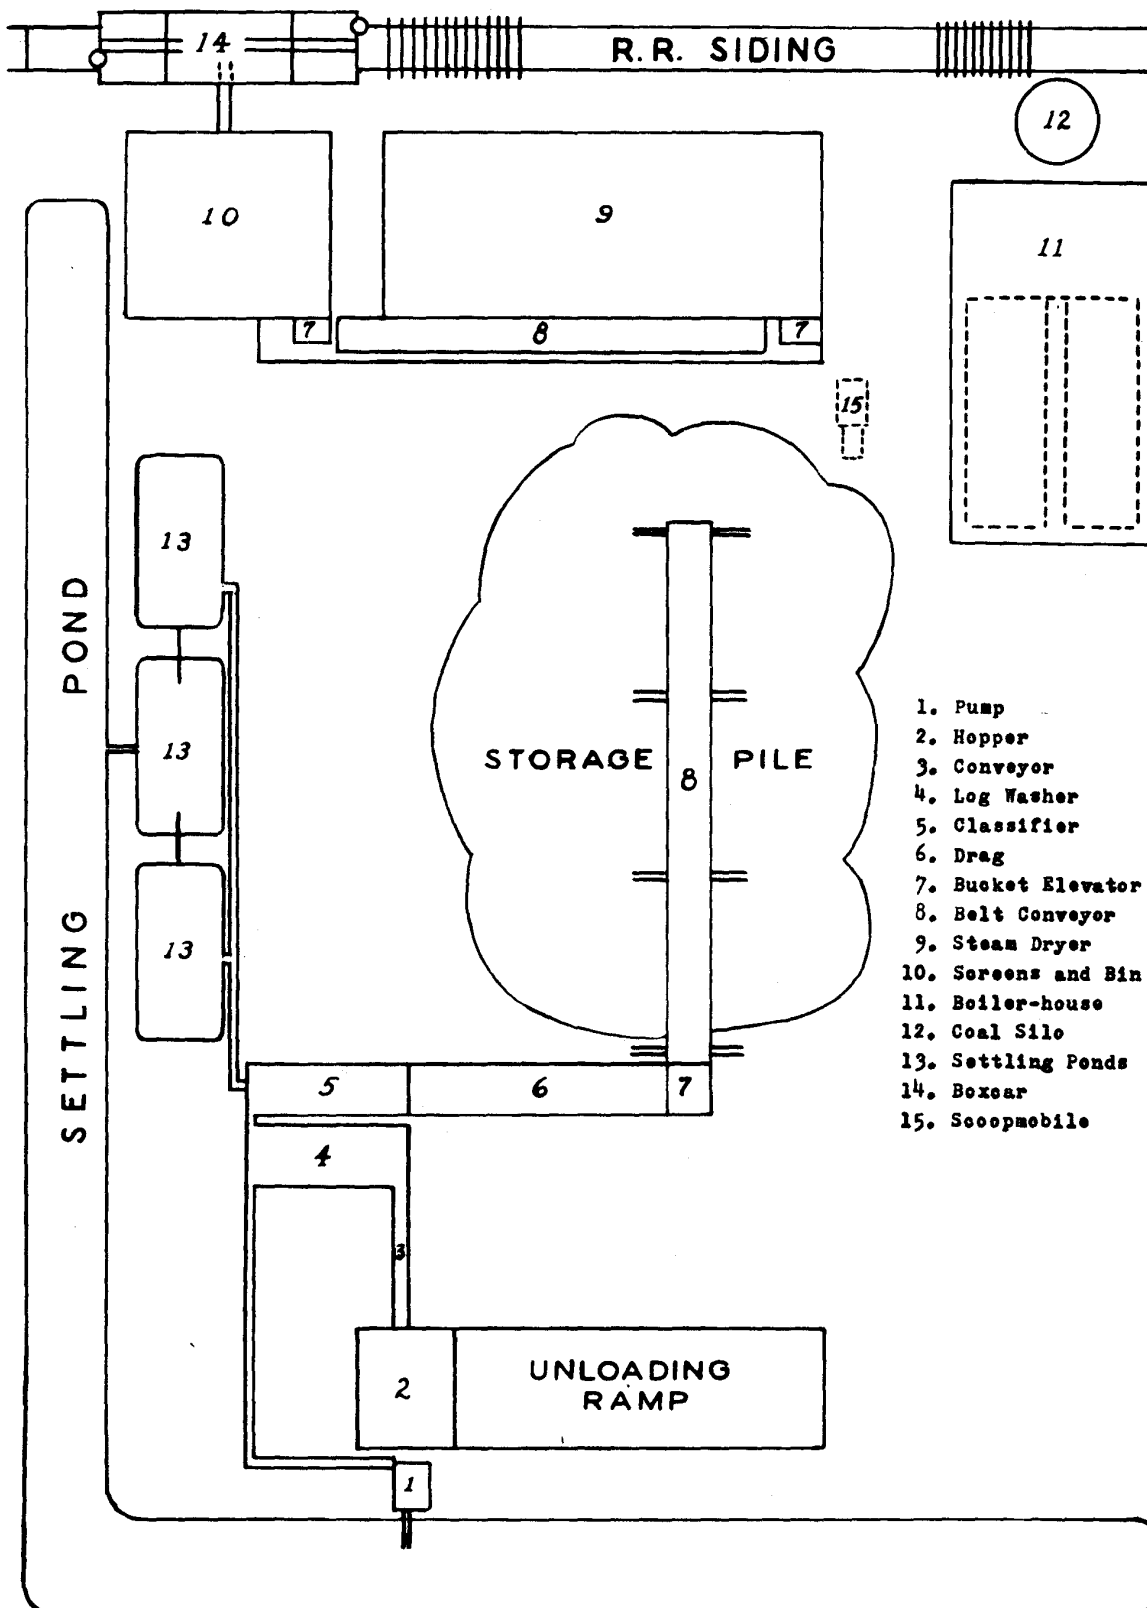 14
R.R. SIDING
12
10
9
11
7
8
7
15
13
POND
13
STORAGE
8
PILE
1. Pump
2. Hopper
3. Conveyor
4. Log Washer
5. Classifier
6. Drag
7. Bucket Elevator
8. Belt Conveyor
9. Steam Dryer
10. Screens and Bin
11. Boiler-house
12. Coal Silo
13. Settling Ponds
14. Boxcar
15. Scoopmobile
13
SETTLING
5
6
7
4
3
2
UNLOADING
RAMP
1